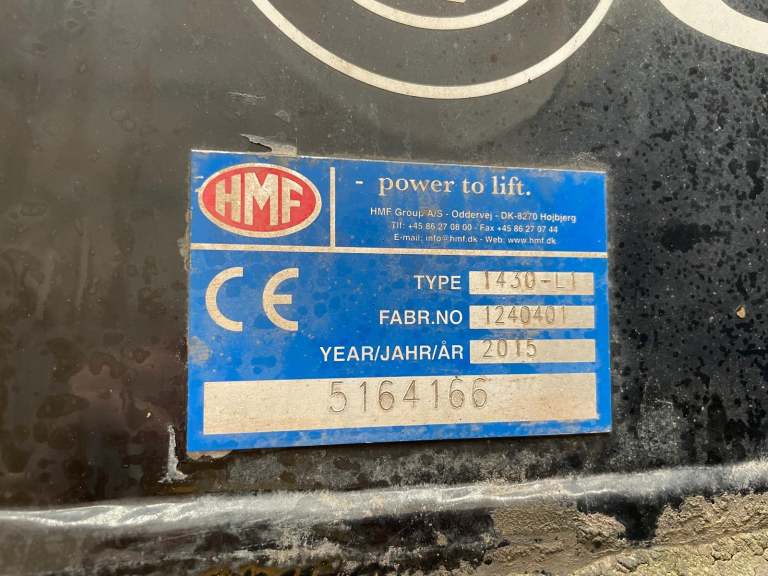 HMF
- power to lift.
HMF Group A/S - Oddervej - DK-8270 Hojbjerg
Tlf: +45 86 27 08 00 - Fax +45 86 27 07 44
E-mail: info@hmf.dk - Web: www.hmf.dk
CE
TYPE 1430-L1
FABR.NO 1240401
YEAR/JAHR/ÅR 2015
5164166